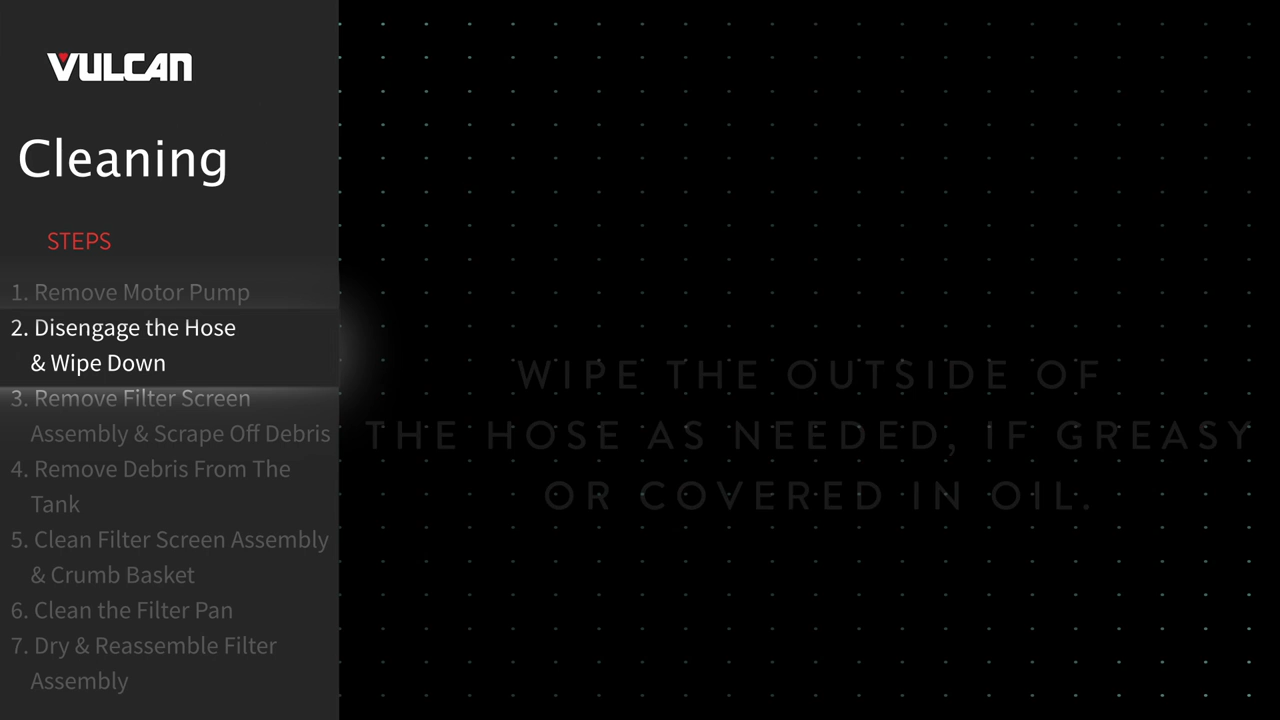 VULCAN
Cleaning
STEPS
1. Remove Motor Pump
2. Disengage the Hose
& Wipe Down
3. Remove Filter Screen
Assembly & Scrape Off Debris
4. Remove Debris From The
Tank
5. Clean Filter Screen Assembly
& Crumb Basket
6. Clean the Filter Pan
7. Dry & Reassemble Filter
Assembly
WIPE THE OUTSIDE OF
THE HOSE AS NEEDED, IF GREASY
OR COVERED IN OIL.